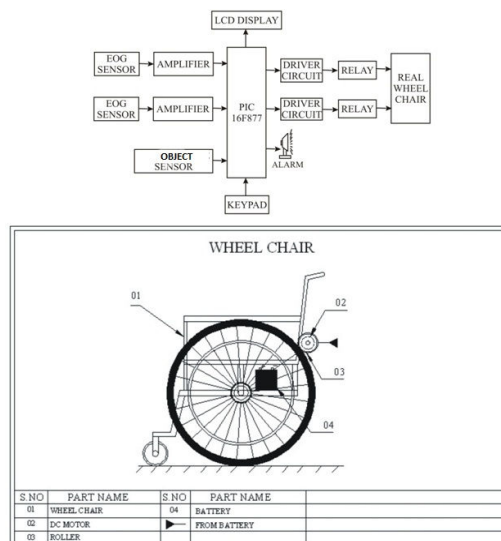 LCD DISPLAY
EOG
SENSOR
AMPLIFIER
EOG
SENSOR
AMPLIFIER
OBJECT
SENSOR
PIC
16F877
DRIVER
CIRCUIT
RELAY
DRIVER
CIRCUIT
RELAY
REAL
WHEEL
CHAIR
ALARM
KEYPAD
WHEEL CHAIR
01
02
03
04
S.NO PART NAME S.NO PART NAME
01 WHEEL CHAIR 04 BATTERY
02 DC MOTOR FROM BATTERY
03 ROLLER